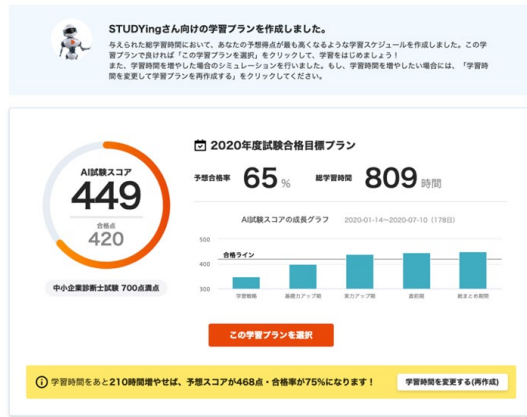 STUDYingさん向けの学習プランを作成しました。
与えられた総学習時間において、あなたの予想得点が最も高くなるような学習スケジュールを作成しました。この学
習プランで良ければ「この学習プランを選択」をクリックして、学習をはじめましょう！
また、学習時間を増やした場合のシミュレーションを行いました。もし、学習時間を増やしたい場合には、「学習時
間を変更して学習プランを再作成する」をクリックしてください。
AI試験スコア
449
合格点
420
中小企業診断士試験 700点満点
2020年度試験合格目標プラン
予想合格率 65 % 総学習時間 809 時間
AI試験スコアの成長グラフ 2020-01-14~2020-07-10（178日）
500
合格ライン
400
300
学習戦略 基礎力アップ期 実力アップ期 直前期 総まとめ期間
この学習プランを選択
学習時間をあと210時間増やせば、予想スコアが468点・合格率が75%になります！
学習時間を変更する(再作成)